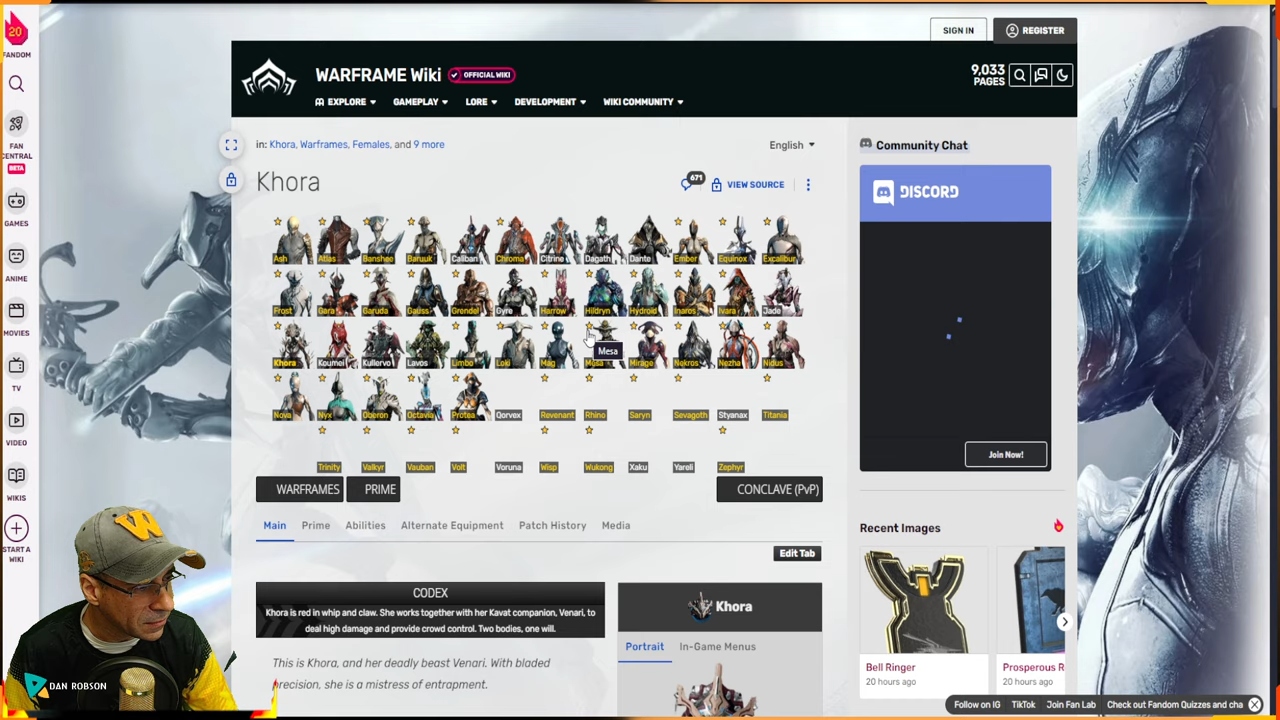 SIGN IN
REGISTER
20
FANDOM
FAN CENTRAL
BETA
GAMES
ANIME
MOVIES
TV
VIDEO
WIKIS
START A WIKI
WARFRAME Wiki
OFFICIAL WIKI
9,033 PAGES
EXPLORE GAMEPLAY LORE DEVELOPMENT WIKI COMMUNITY
in: Khora, Warframes, Females, and 9 more
English
Khora
671
VIEW SOURCE
Ash Atlas Banshee Baruuk Caliban Chroma Citrine Dagath Dante Ember Equinox Excalibur
Frost Gara Garuda Gauss Grendel Gyre Harrow Hildryn Hydroid Inaros Ivara Jade
Khora Koumei Kullervo Lavos Limbo Loki Mag Mesa Mirage Nekros Nezha Nidus
Mesa
Nova Nyx Oberon Octavia Protea Qorvex Revenant Rhino Saryn Sevagoth Styanax Titania
Trinity Valkyr Vauban Volt Voruna Wisp Wukong Xaku Yareli Zephyr
WARFRAMES PRIME CONCLAVE (PvP)
Main Prime Abilities Alternate Equipment Patch History Media
Edit Tab
CODEX
Khora is red in whip and claw. She works together with her Kavat companion, Venari, to
deal high damage and provide crowd control. Two bodies, one will.
This is Khora, and her deadly beast Venari. With bladed
precision, she is a mistress of entrapment.
Khora
Portrait In-Game Menus
Community Chat
DISCORD
Join Now!
Recent Images
Bell Ringer
20 hours ago
Prosperous R
20 hours ago
Follow on IG TikTok Join Fan Lab Check out Fandom Quizzes and cha
W
DAN ROBSON